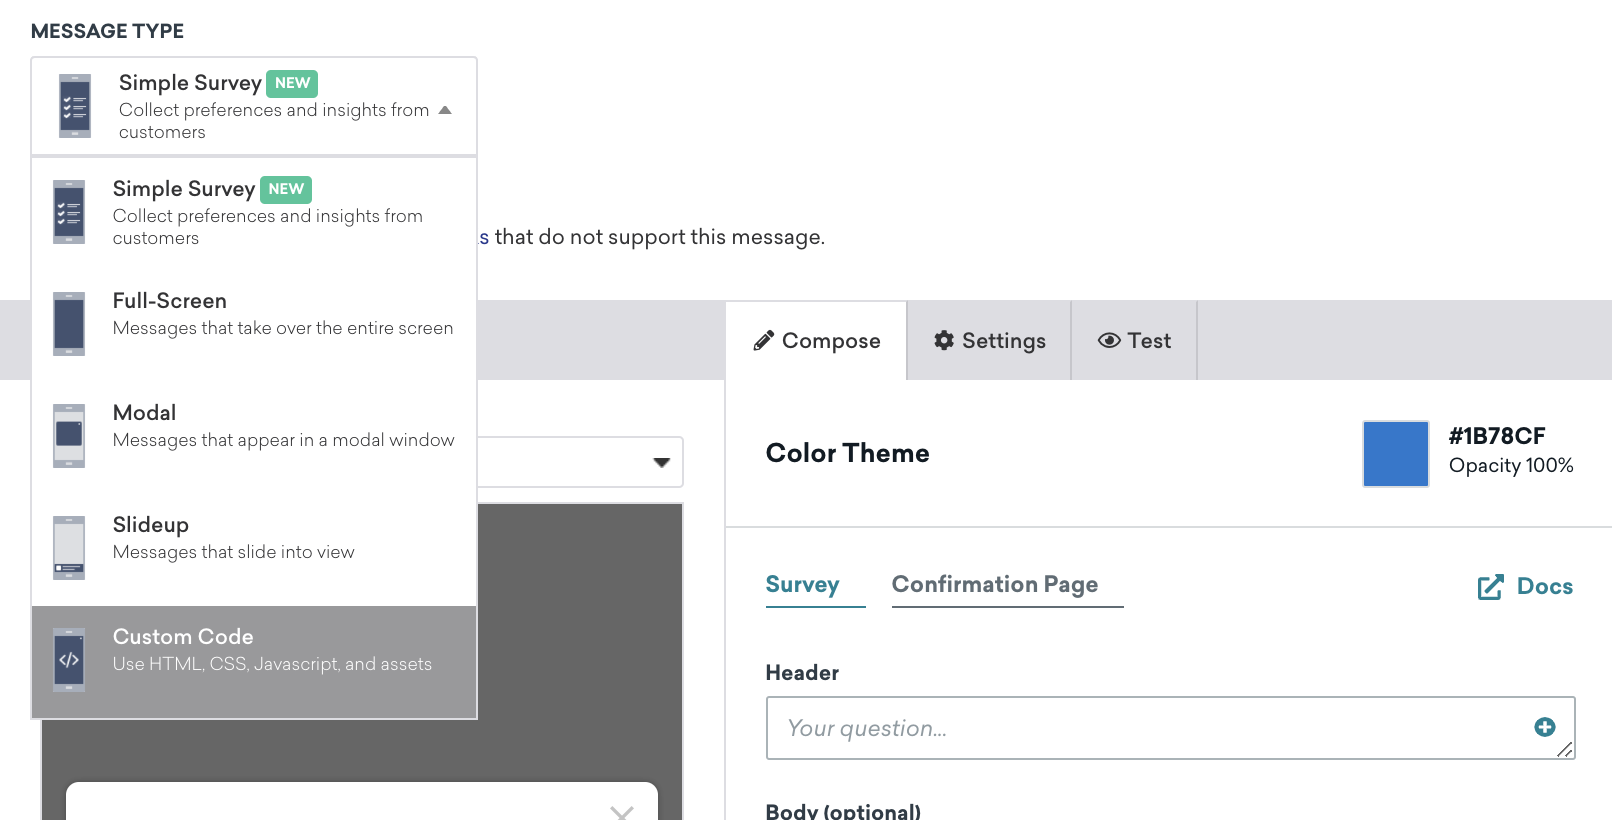 MESSAGE TYPE
Simple Survey NEW
Collect preferences and insights from
customers
Simple Survey NEW
Collect preferences and insights from
customers
s that do not support this message.
Full-Screen
Messages that take over the entire screen
Modal
Messages that appear in a modal window
Slideup
Messages that slide into view
Custom Code
Use HTML, CSS, Javascript, and assets
Compose Settings Test
Color Theme
#1B78CF
Opacity 100%
Survey Confirmation Page Docs
Header
Your question...
Body (optional)